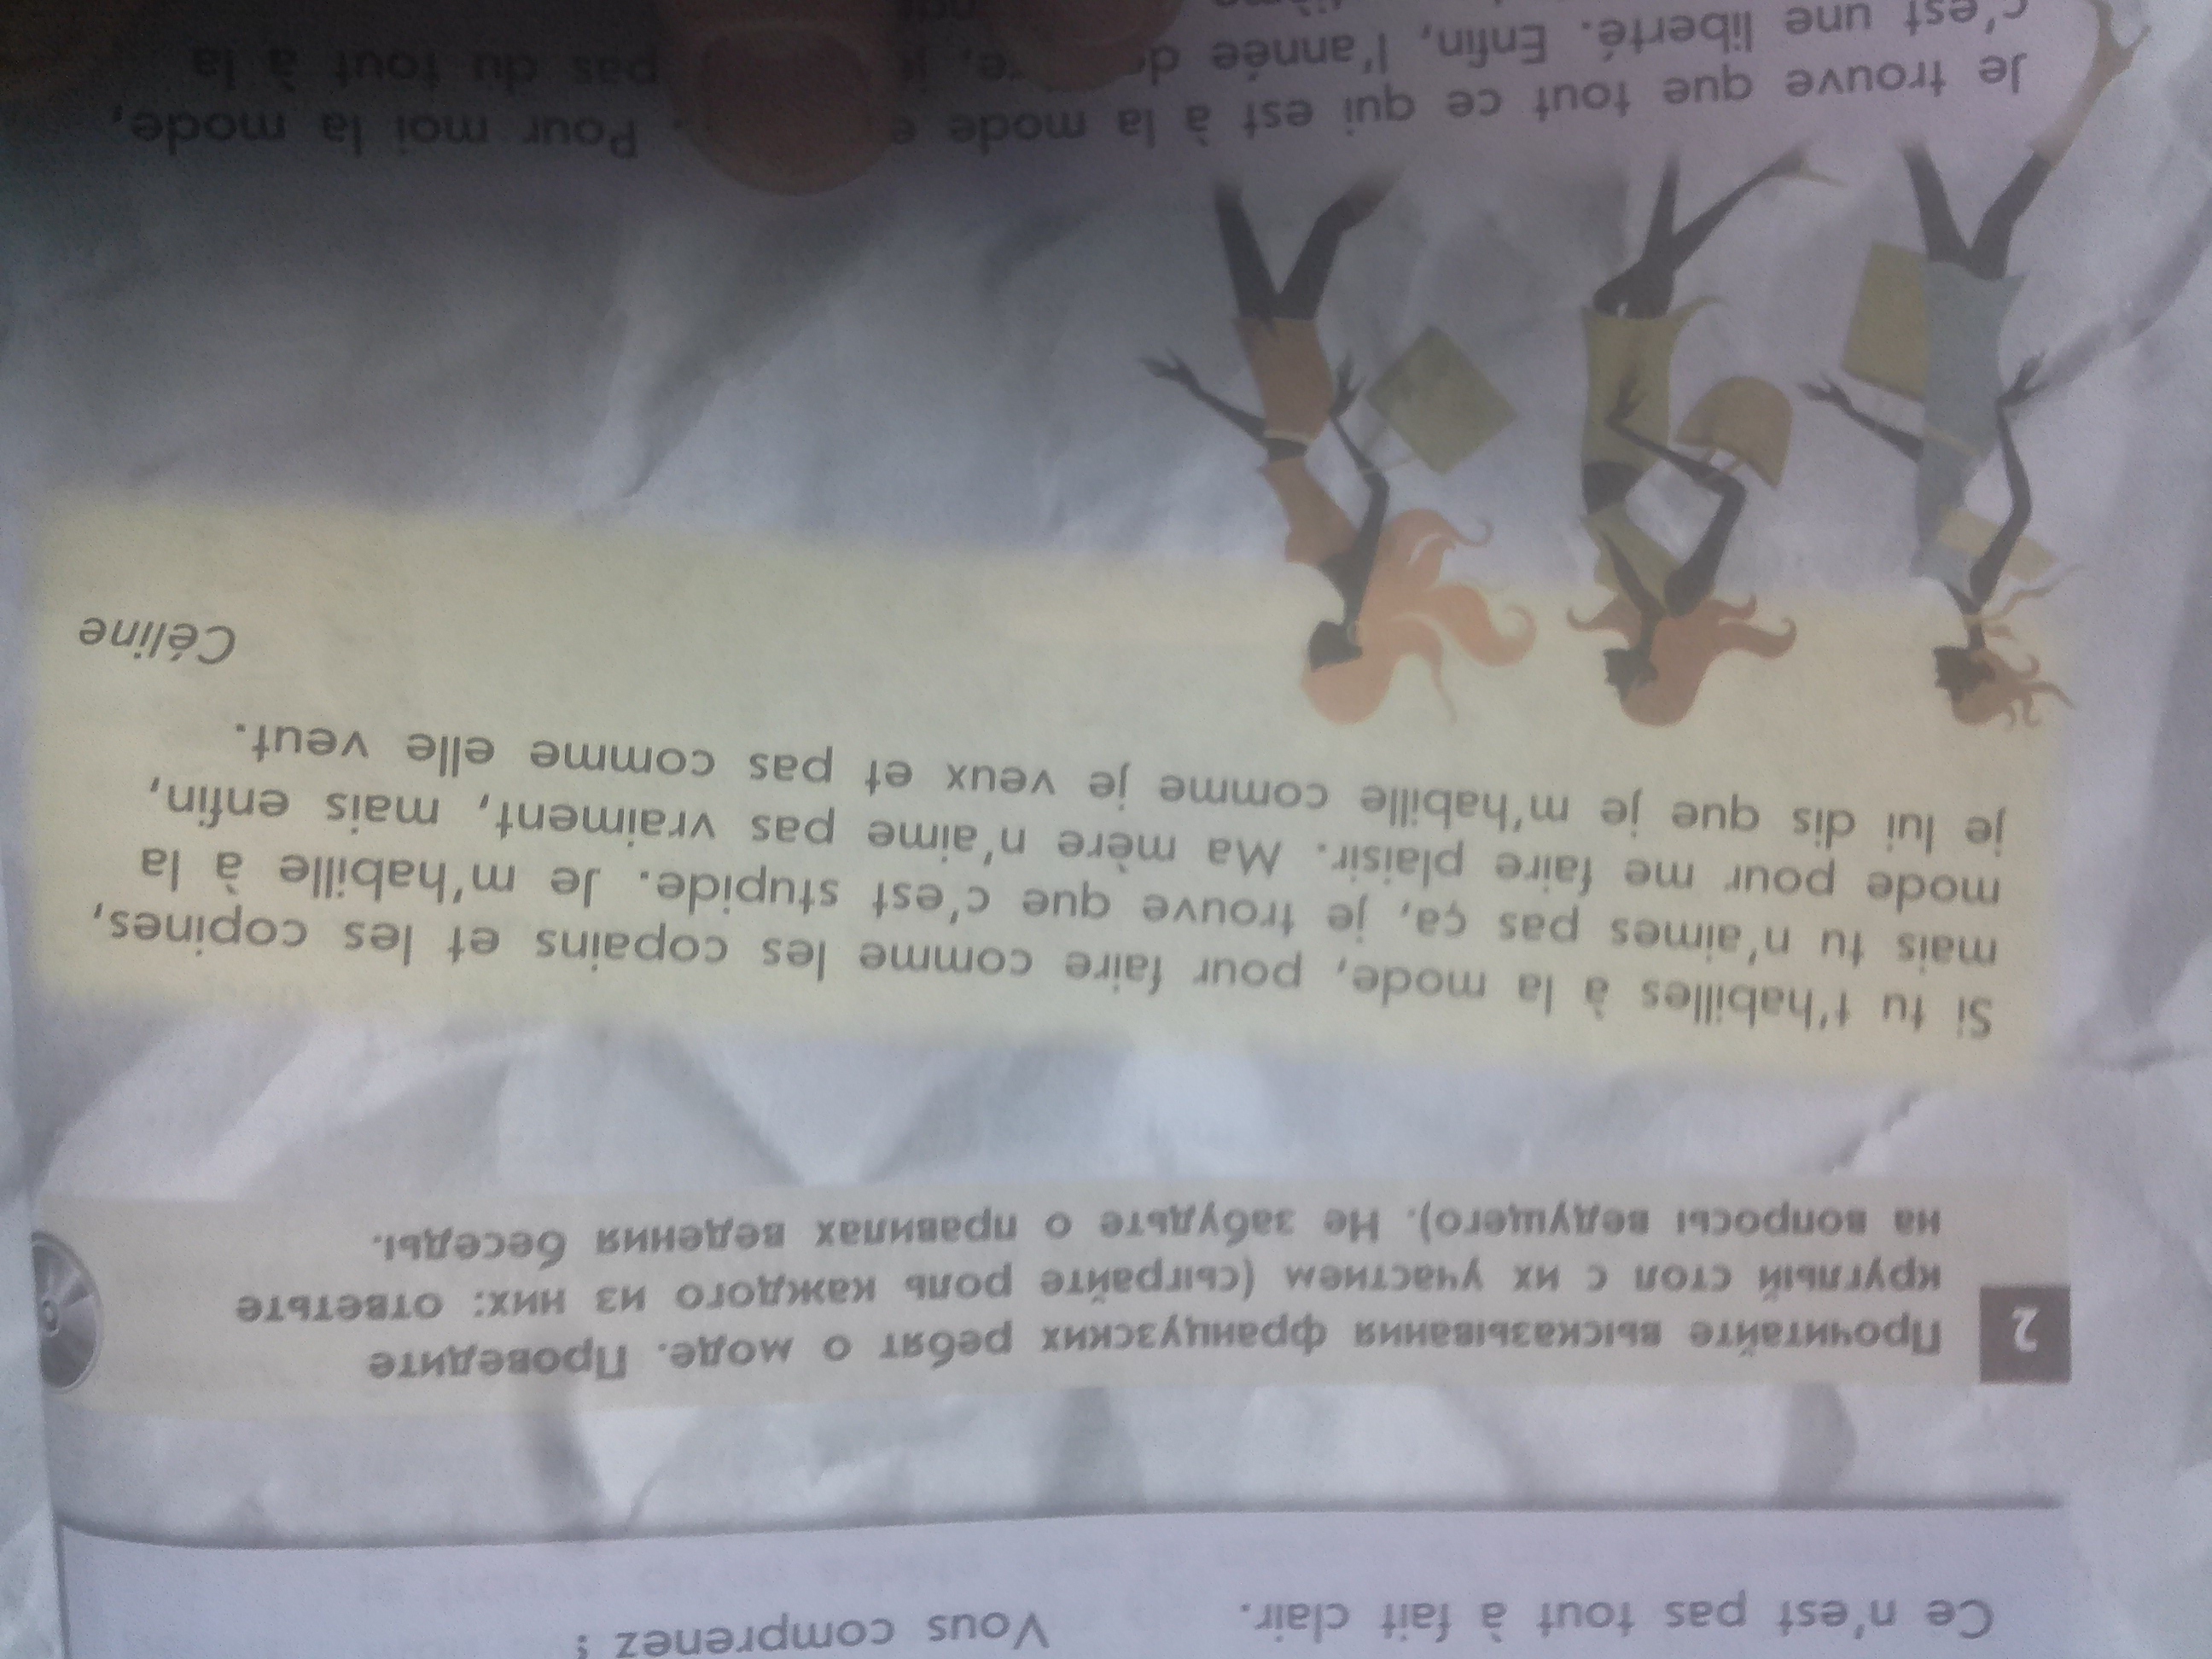 Ce n'est pas tout à fait clair. Vous comprenez ?
2
Прочитайте высказывания французских ребят о моде. Проведите
круглый стол с их участием (сыграйте роль каждого из них: ответьте
на вопросы ведущего). Не забудьте о правилах ведения беседы.
Si tu t'habilles à la mode, pour faire comme les copains et les copines,
mais tu n'aimes pas ça, je trouve que c'est stupide. Je m'habille à la
mode pour me faire plaisir. Ma mère n'aime pas vraiment, mais enfin,
je lui dis que je m'habille comme je veux et pas comme elle veut.
Céline
Je trouve que tout ce qui est à la mode Pour moi la mode,
c'est une liberté. Enfin, l'année pas du tout à la